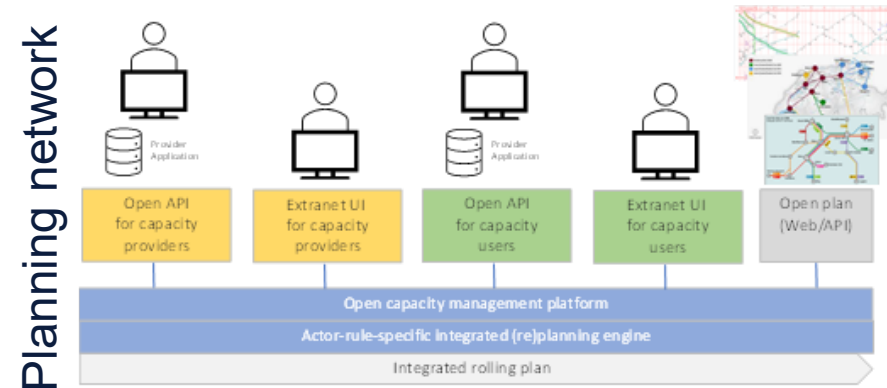 Planning network
Provider
Application
Provider
Application
Open API
for capacity
providers
Extranet UI
for capacity
providers
Open API
for capacity
users
Extranet UI
for capacity
users
Open plan
(Web/API)
Open capacity management platform
Actor-rule-specific integrated (re)planning engine
Integrated rolling plan